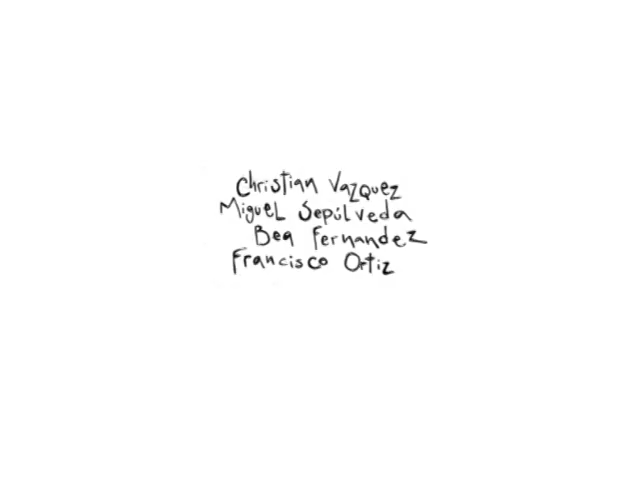 Christian Vazquez
Miguel Sepúlveda
Bea Fernandez
Francisco Ortiz